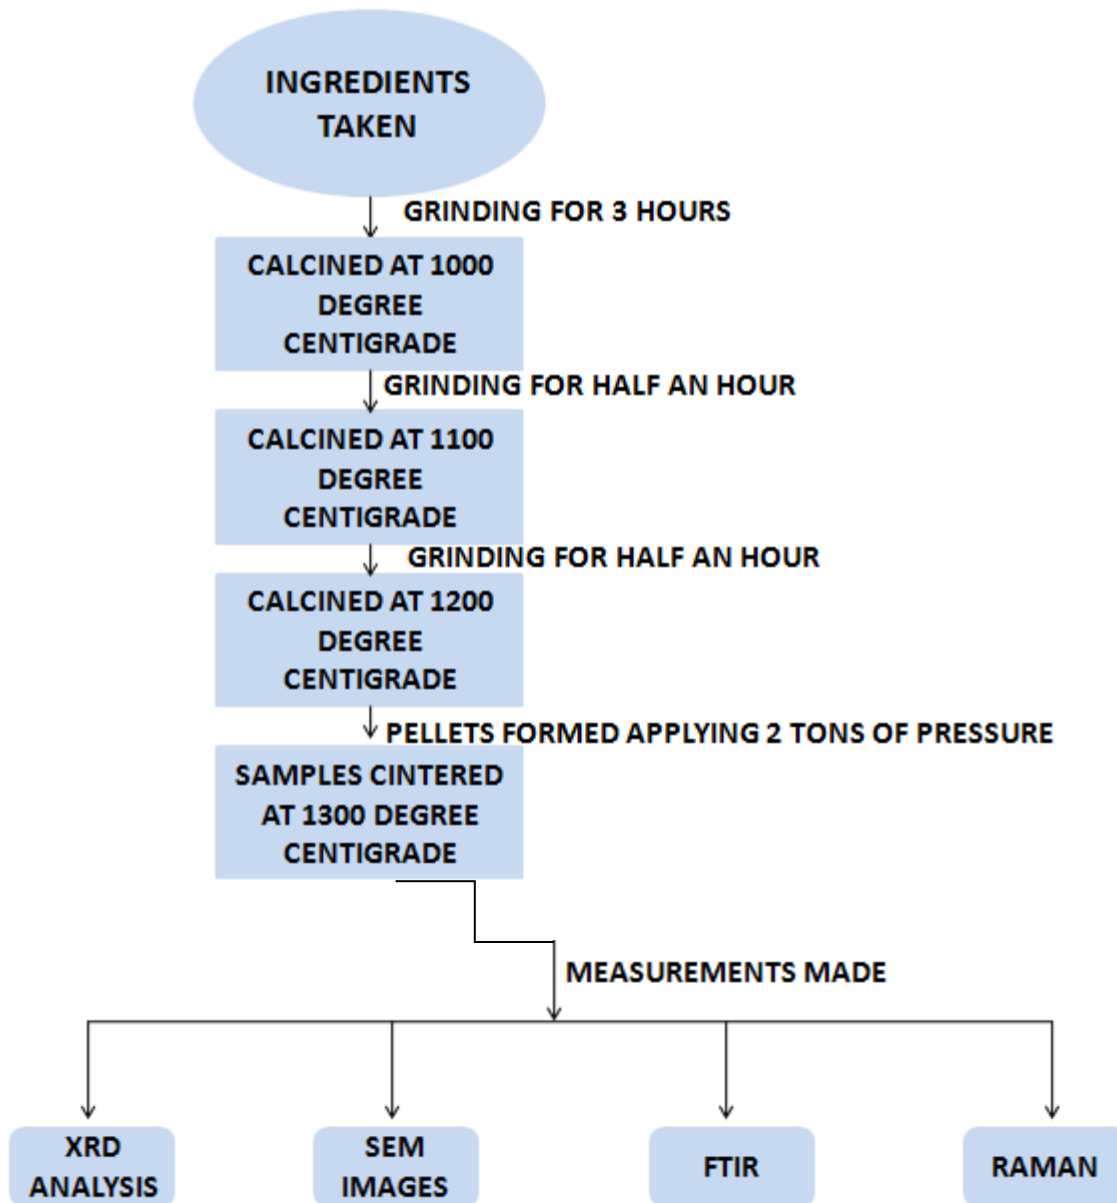 INGREDIENTS
TAKEN
GRINDING FOR 3 HOURS
CALCINED AT 1000
DEGREE
CENTIGRADE
GRINDING FOR HALF AN HOUR
CALCINED AT 1100
DEGREE
CENTIGRADE
GRINDING FOR HALF AN HOUR
CALCINED AT 1200
DEGREE
CENTIGRADE
PELLETS FORMED APPLYING 2 TONS OF PRESSURE
SAMPLES CINTERED
AT 1300 DEGREE
CENTIGRADE
MEASUREMENTS MADE
XRD
ANALYSIS
SEM
IMAGES
FTIR
RAMAN